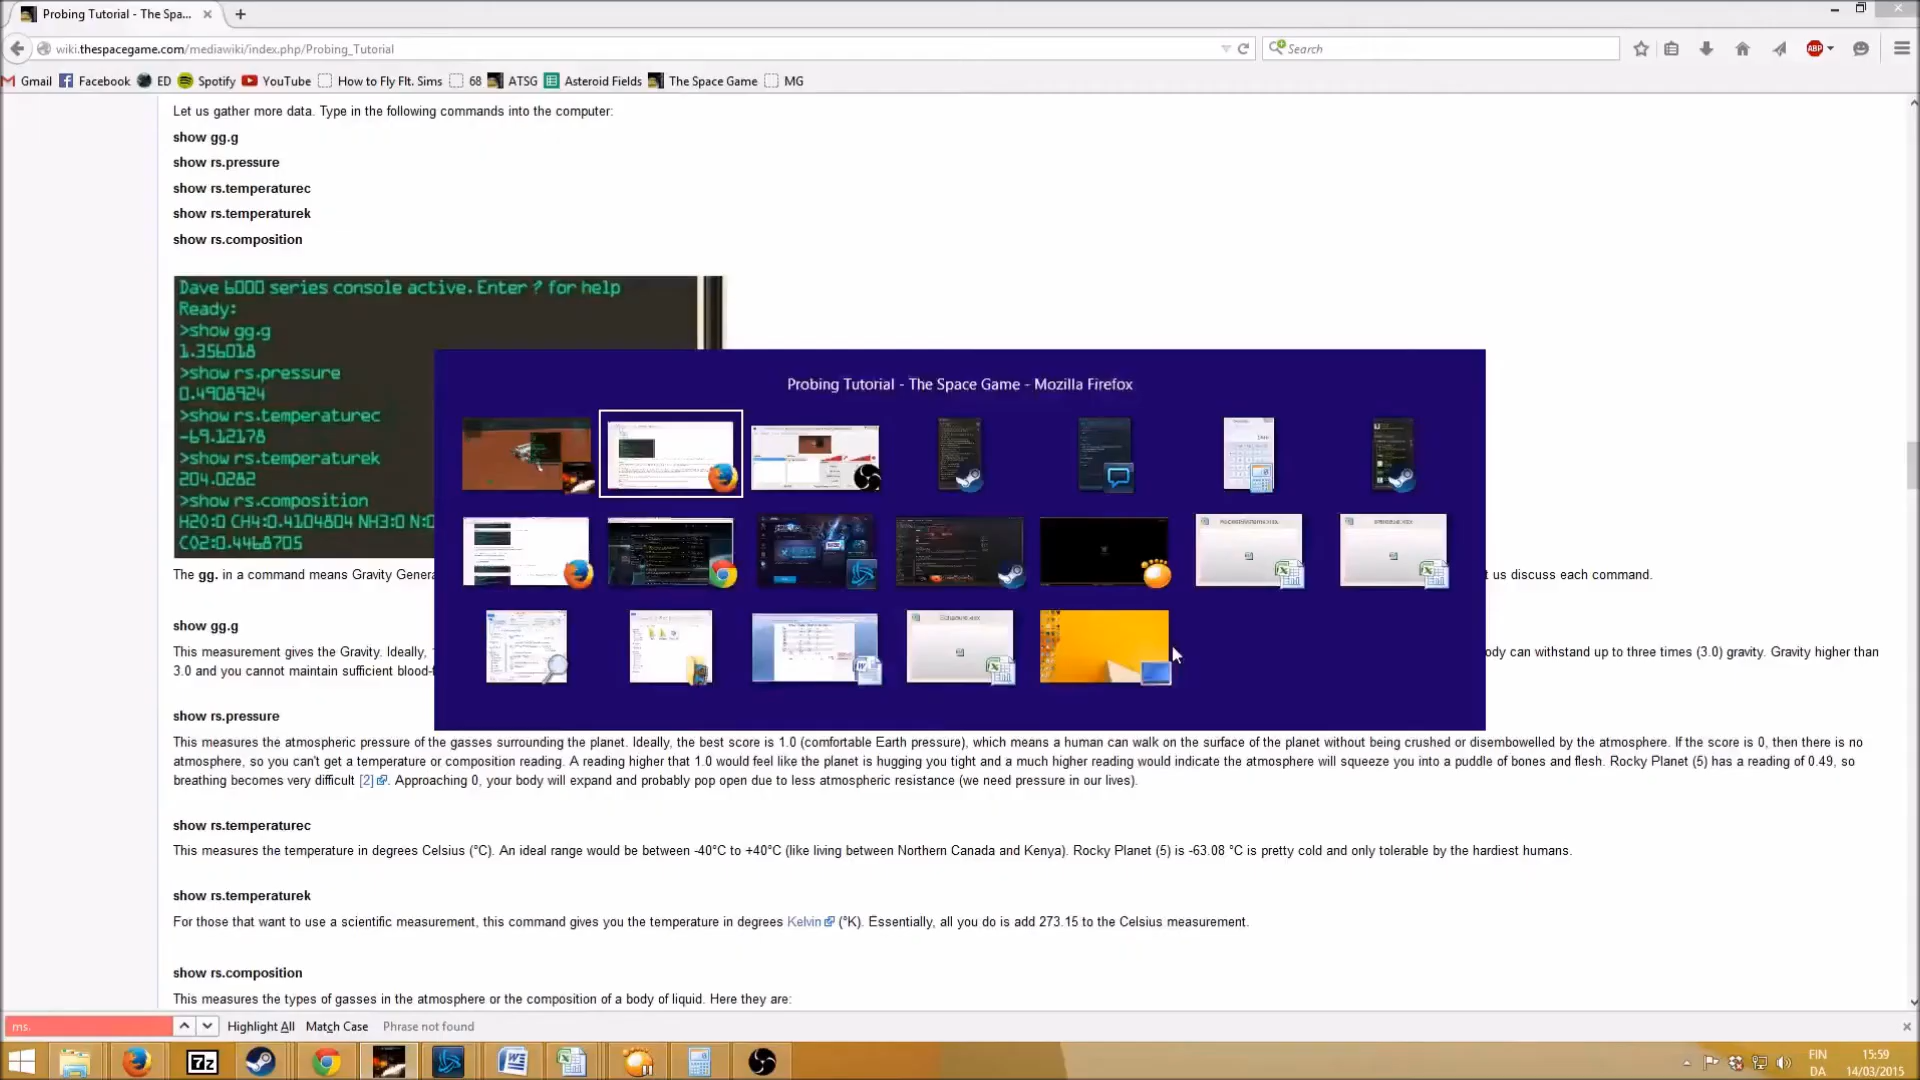 Probing Tutorial - The Spa...
wiki.thespacegame.com/mediawiki/index.php/Probing_Tutorial
Search
ABP
Gmail Facebook ED Spotify YouTube How to Fly Flt. Sims 68 ATSG Asteroid Fields The Space Game MG
Let us gather more data. Type in the following commands into the computer:
show gg.g
show rs.pressure
show rs.temperaturec
show rs.temperaturek
show rs.composition
Dave 6000 series console active. Enter ? for help
Ready:
>show gg.g
1.356018
>show rs.pressure
0.4908924
>show rs.temperaturec
-69.12178
>show rs.temperaturek
204.0282
>show rs.composition
H2O:0 CH4:0.4104804 NH3:0 N:0
CO2:0.4468705
Probing Tutorial - The Space Game - Mozilla Firefox
The gg. in a command means Gravity Genera
t us discuss each command.
show gg.g
This measurement gives the Gravity. Ideally,
ody can withstand up to three times (3.0) gravity. Gravity higher than
3.0 and you cannot maintain sufficient blood-f
show rs.pressure
This measures the atmospheric pressure of the gasses surrounding the planet. Ideally, the best score is 1.0 (comfortable Earth pressure), which means a human can walk on the surface of the planet without being crushed or disembowelled by the atmosphere. If the score is 0, then there is no
atmosphere, so you can't get a temperature or composition reading. A reading higher that 1.0 would feel like the planet is hugging you tight and a much higher reading would indicate the atmosphere will squeeze you into a puddle of bones and flesh. Rocky Planet (5) has a reading of 0.49, so
breathing becomes very difficult [2]. Approaching 0, your body will expand and probably pop open due to less atmospheric resistance (we need pressure in our lives).
show rs.temperaturec
This measures the temperature in degrees Celsius (°C). An ideal range would be between -40°C to +40°C (like living between Northern Canada and Kenya). Rocky Planet (5) is -63.08 °C is pretty cold and only tolerable by the hardiest humans.
show rs.temperaturek
For those that want to use a scientific measurement, this command gives you the temperature in degrees Kelvin (°K). Essentially, all you do is add 273.15 to the Celsius measurement.
show rs.composition
This measures the types of gasses in the atmosphere or the composition of a body of liquid. Here they are:
ms.
Highlight All Match Case Phrase not found
7z
FIN
DA
15:59
14/03/2015